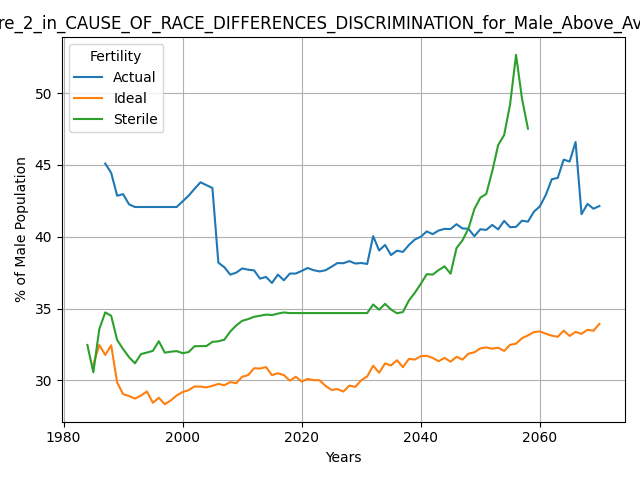 re_2_in_CAUSE_OF_RACE_DIFFERENCES_DISCRIMINATION_for_Male_Above_Av
Fertility
Actual
Ideal
Sterile
% of Male Population
50
45
40
35
30
1980 2000 2020 2040 2060
Years